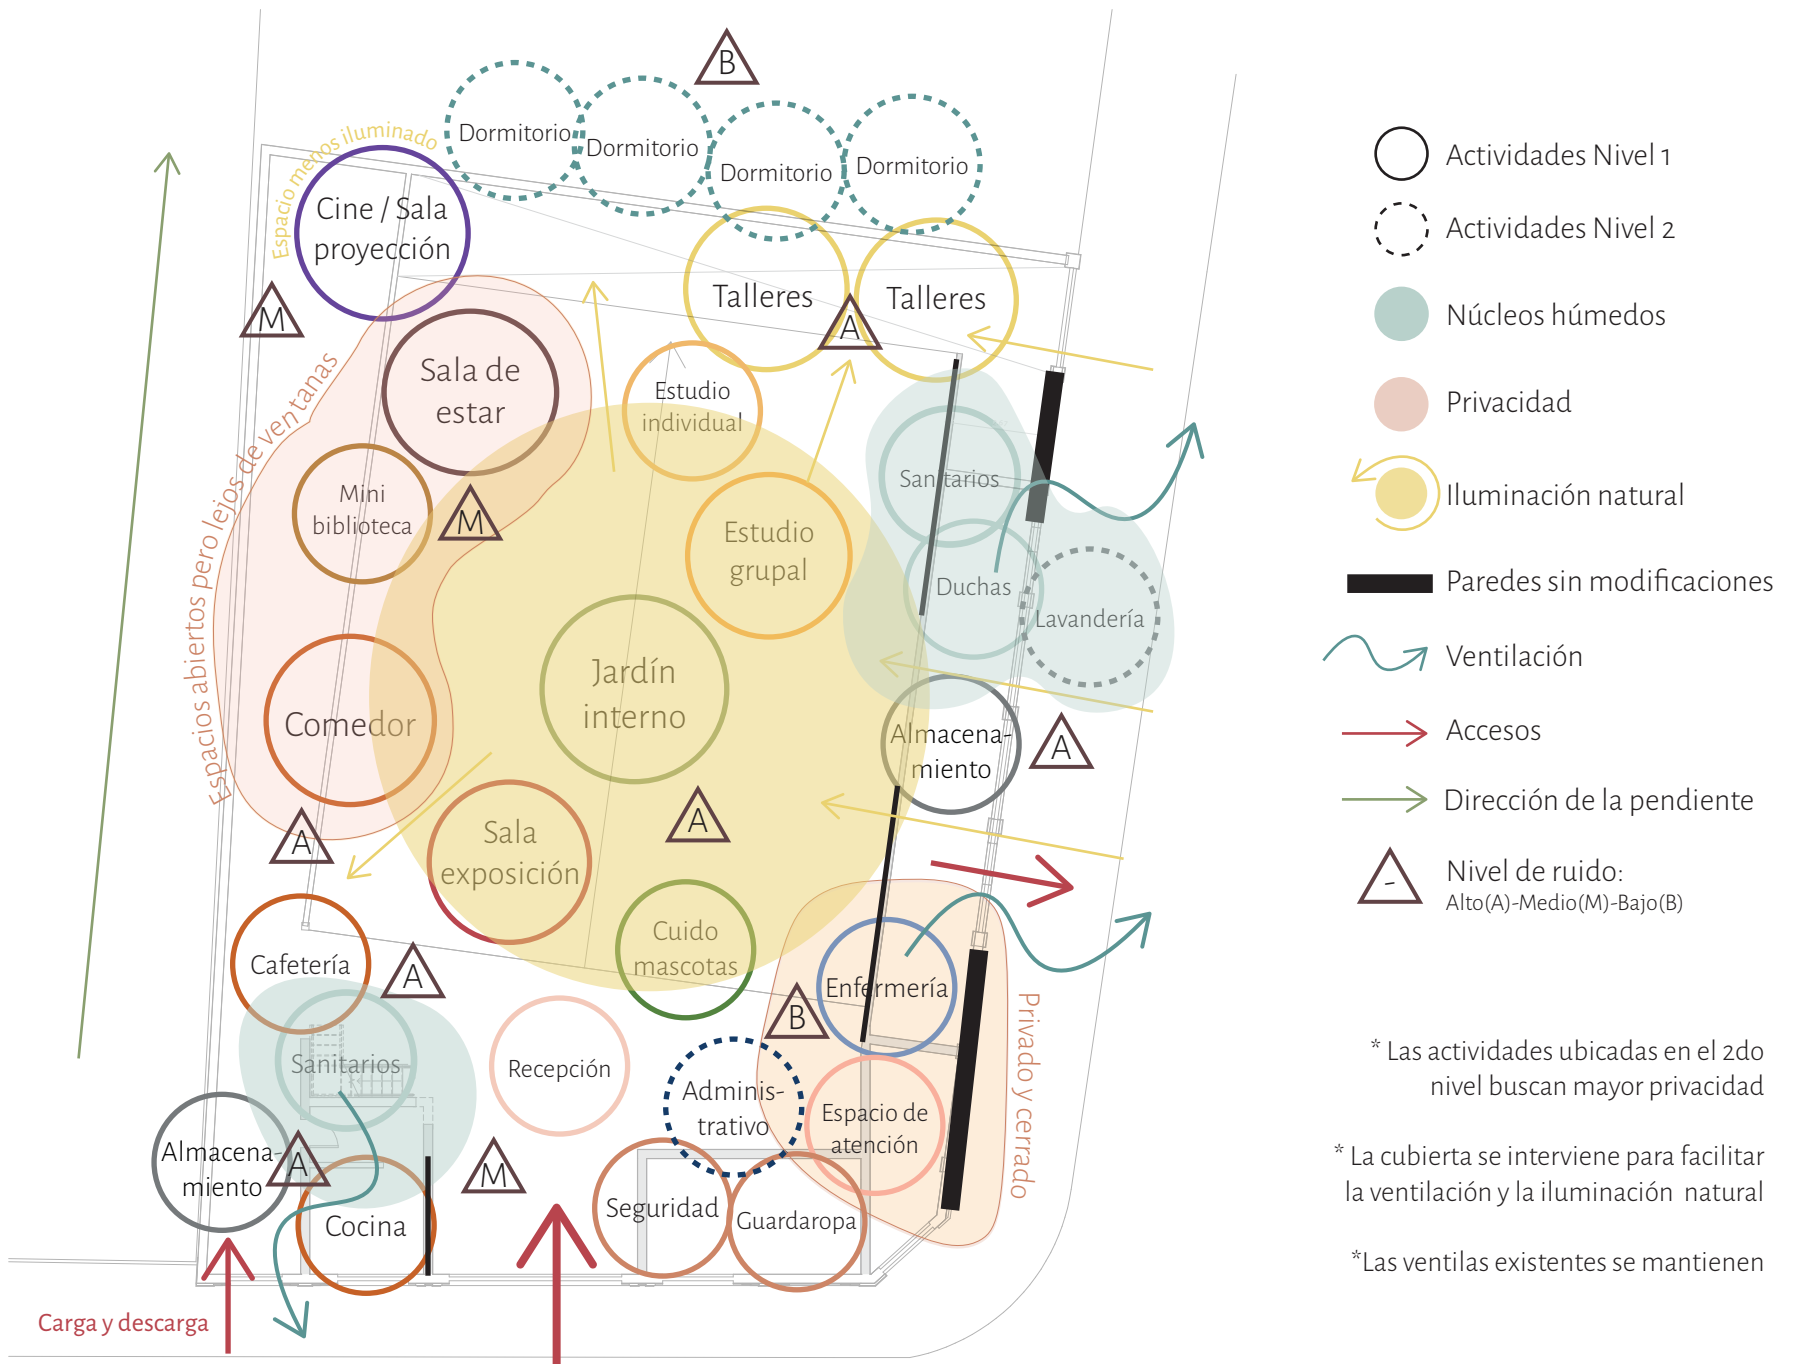 B
Dormitorio
Dormitorio
Dormitorio
Dormitorio
Espacio menos iluminado
Cine / Sala
proyección
M
Talleres
Talleres
A
Sala de
estar
Estudio
individual
Mini
biblioteca
M
Estudio
grupal
Sanitarios
Duchas
Lavandería
Espacios abiertos pero lejos de ventanas
Jardín
interno
Comedor
Almacena-
miento
A
A
Sala
exposición
A
Cuido
mascotas
Cafetería
A
Enfermería
B
Privado y cerrado
Sanitarios
Recepción
Adminis-
trativo
Espacio de
atención
Almacena-
miento
A
M
Cocina
Seguridad
Guardaropa
Carga y descarga
Actividades Nivel 1
Actividades Nivel 2
Núcleos húmedos
Privacidad
Iluminación natural
Paredes sin modificaciones
Ventilación
Accesos
Dirección de la pendiente
-
Nivel de ruido:
Alto(A)-Medio(M)-Bajo(B)
* Las actividades ubicadas en el 2do
nivel buscan mayor privacidad
* La cubierta se interviene para facilitar
la ventilación y la iluminación natural
*Las ventilas existentes se mantienen